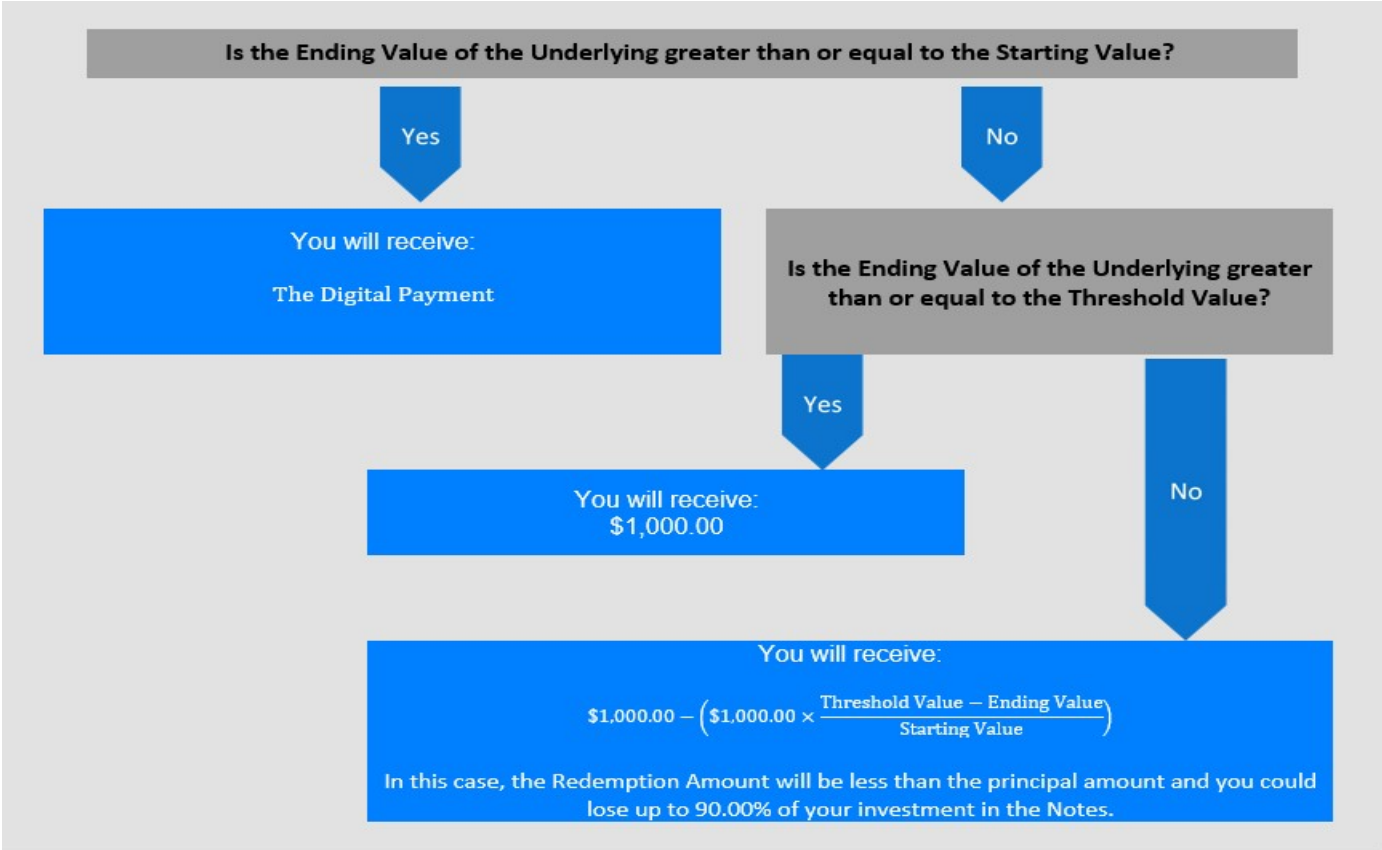 Is the Ending Value of the Underlying greater than or equal to the Starting Value?
Yes
No
You will receive:
The Digital Payment
Is the Ending Value of the Underlying greater
than or equal to the Threshold Value?
Yes
No
You will receive:
$1,000.00
You will receive:
$1,000.00 − ($1,000.00 × Threshold Value − Ending Value / Starting Value)
In this case, the Redemption Amount will be less than the principal amount and you could
lose up to 90.00% of your investment in the Notes.